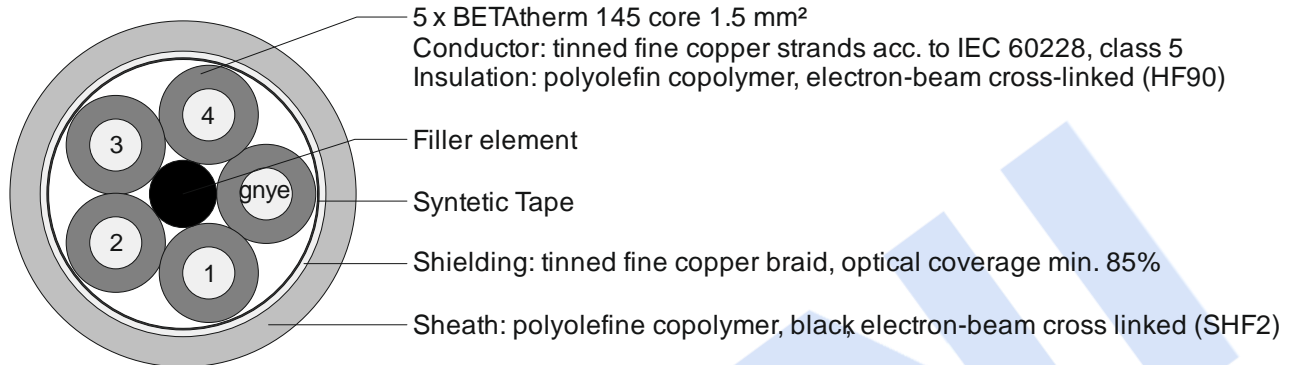 5 x BETAtherm 145 core 1.5 mm²
Conductor: tinned fine copper strands acc. to IEC 60228, class 5
Insulation: polyolefin copolymer, electron-beam cross-linked (HF90)
4
3
Filler element
gnye
Syntetic Tape
2
1
Shielding: tinned fine copper braid, optical coverage min. 85%
Sheath: polyolefine copolymer, black, electron-beam cross linked (SHF2)